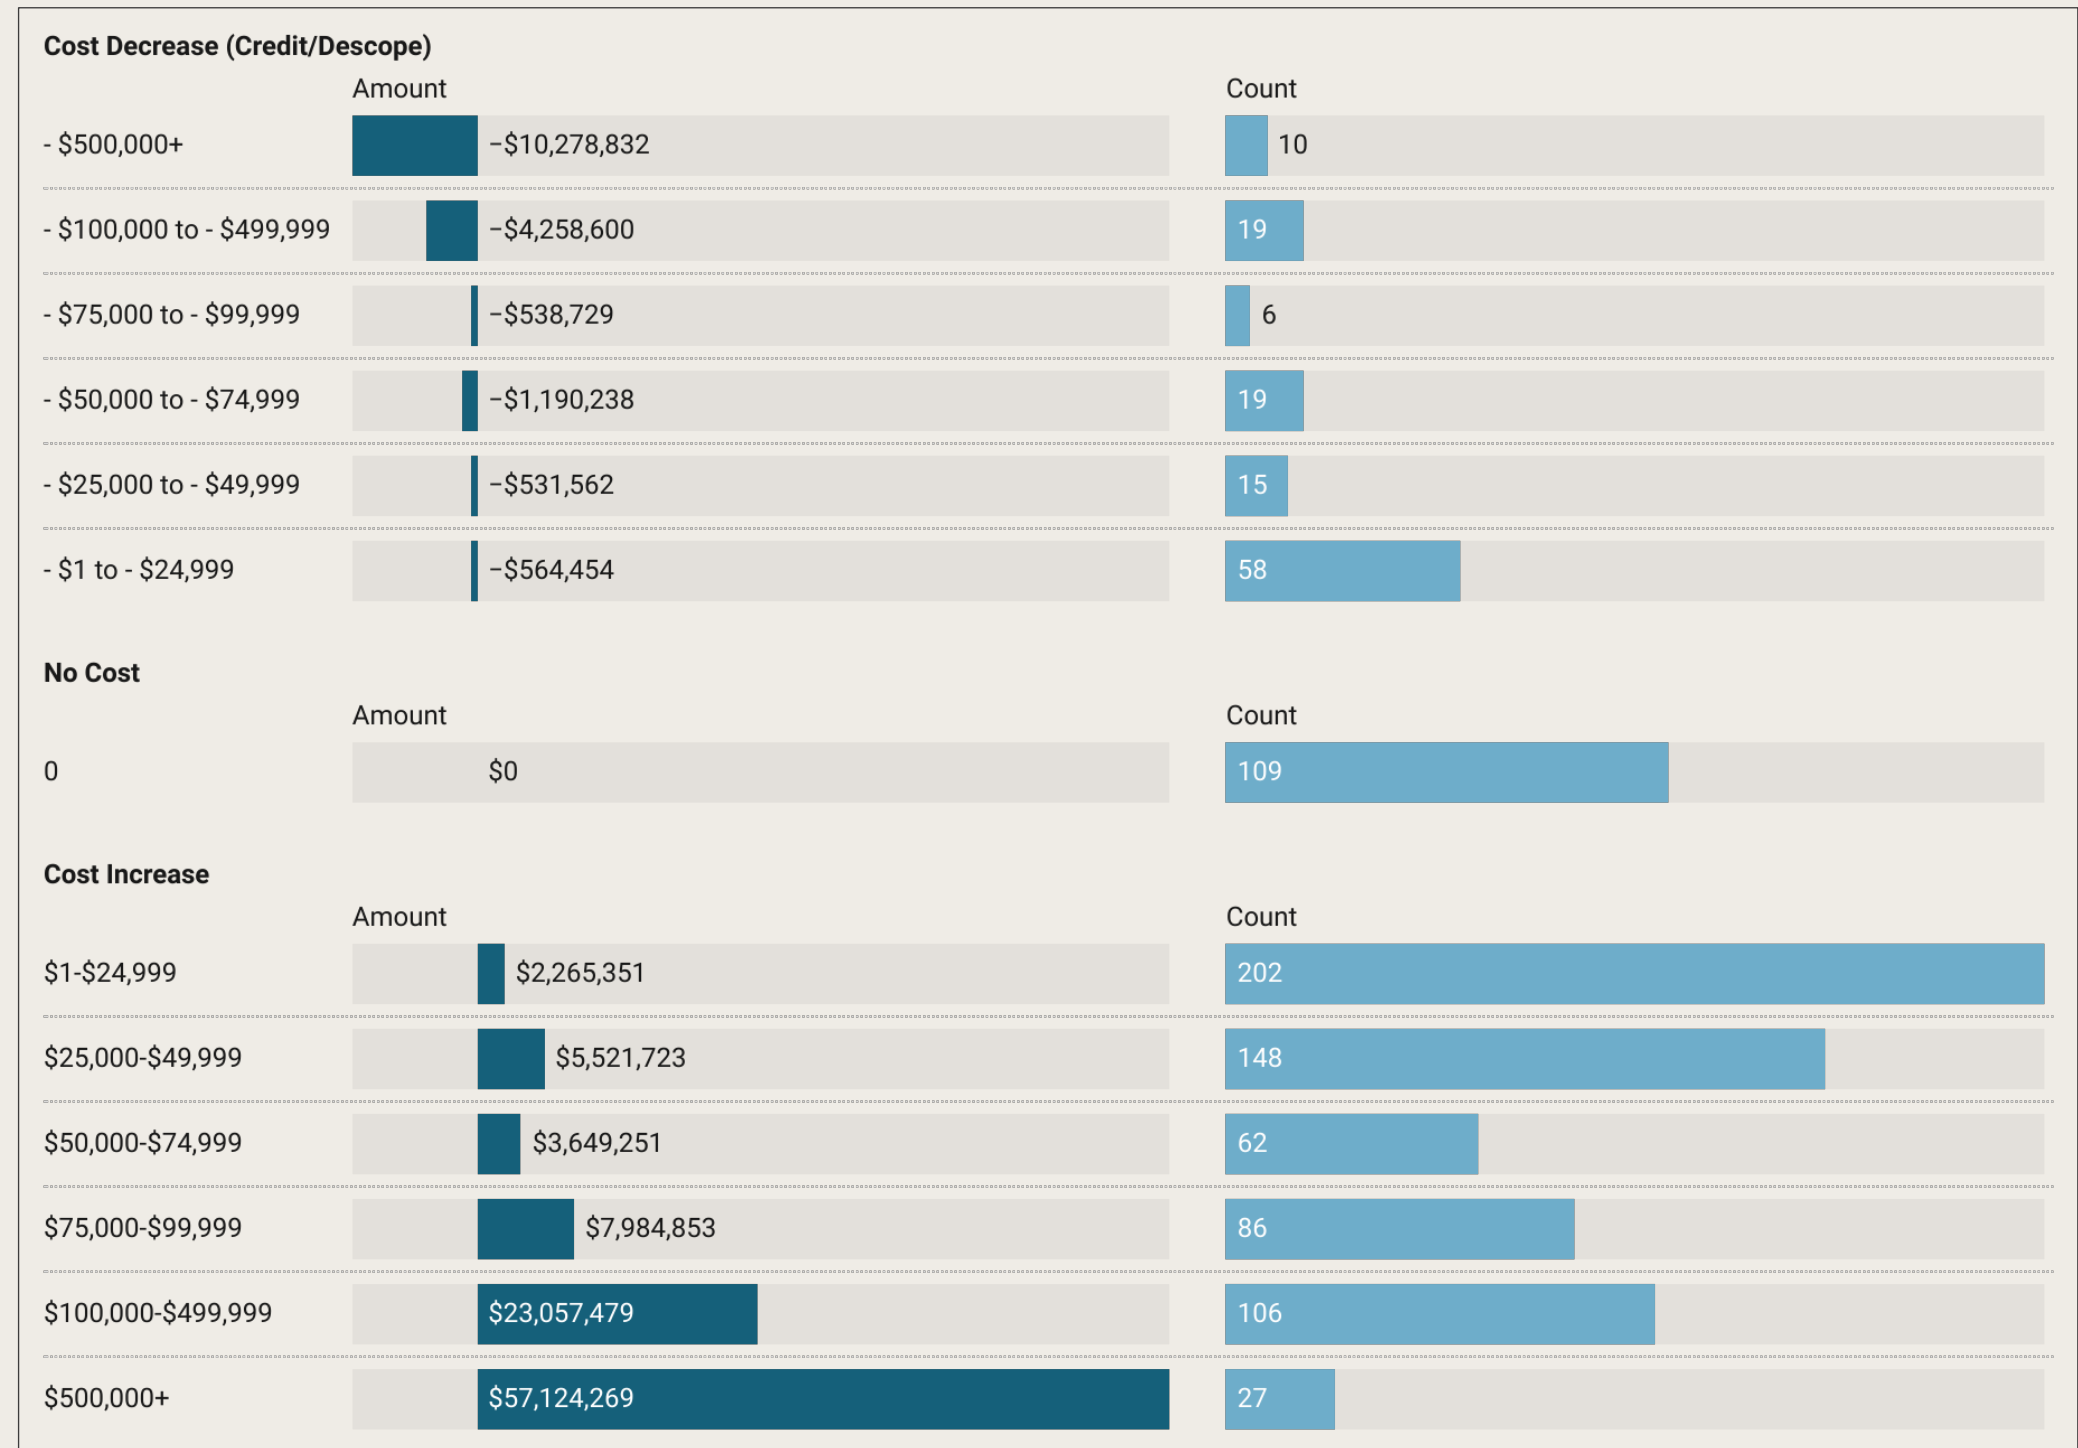 Cost Decrease (Credit/Descope)
Amount Count
- $500,000+ −$10,278,832 10
- $100,000 to - $499,999 −$4,258,600 19
- $75,000 to - $99,999 −$538,729 6
- $50,000 to - $74,999 −$1,190,238 19
- $25,000 to - $49,999 −$531,562 15
- $1 to - $24,999 −$564,454 58
No Cost
Amount Count
0 $0 109
Cost Increase
Amount Count
$1-$24,999 $2,265,351 202
$25,000-$49,999 $5,521,723 148
$50,000-$74,999 $3,649,251 62
$75,000-$99,999 $7,984,853 86
$100,000-$499,999 $23,057,479 106
$500,000+ $57,124,269 27